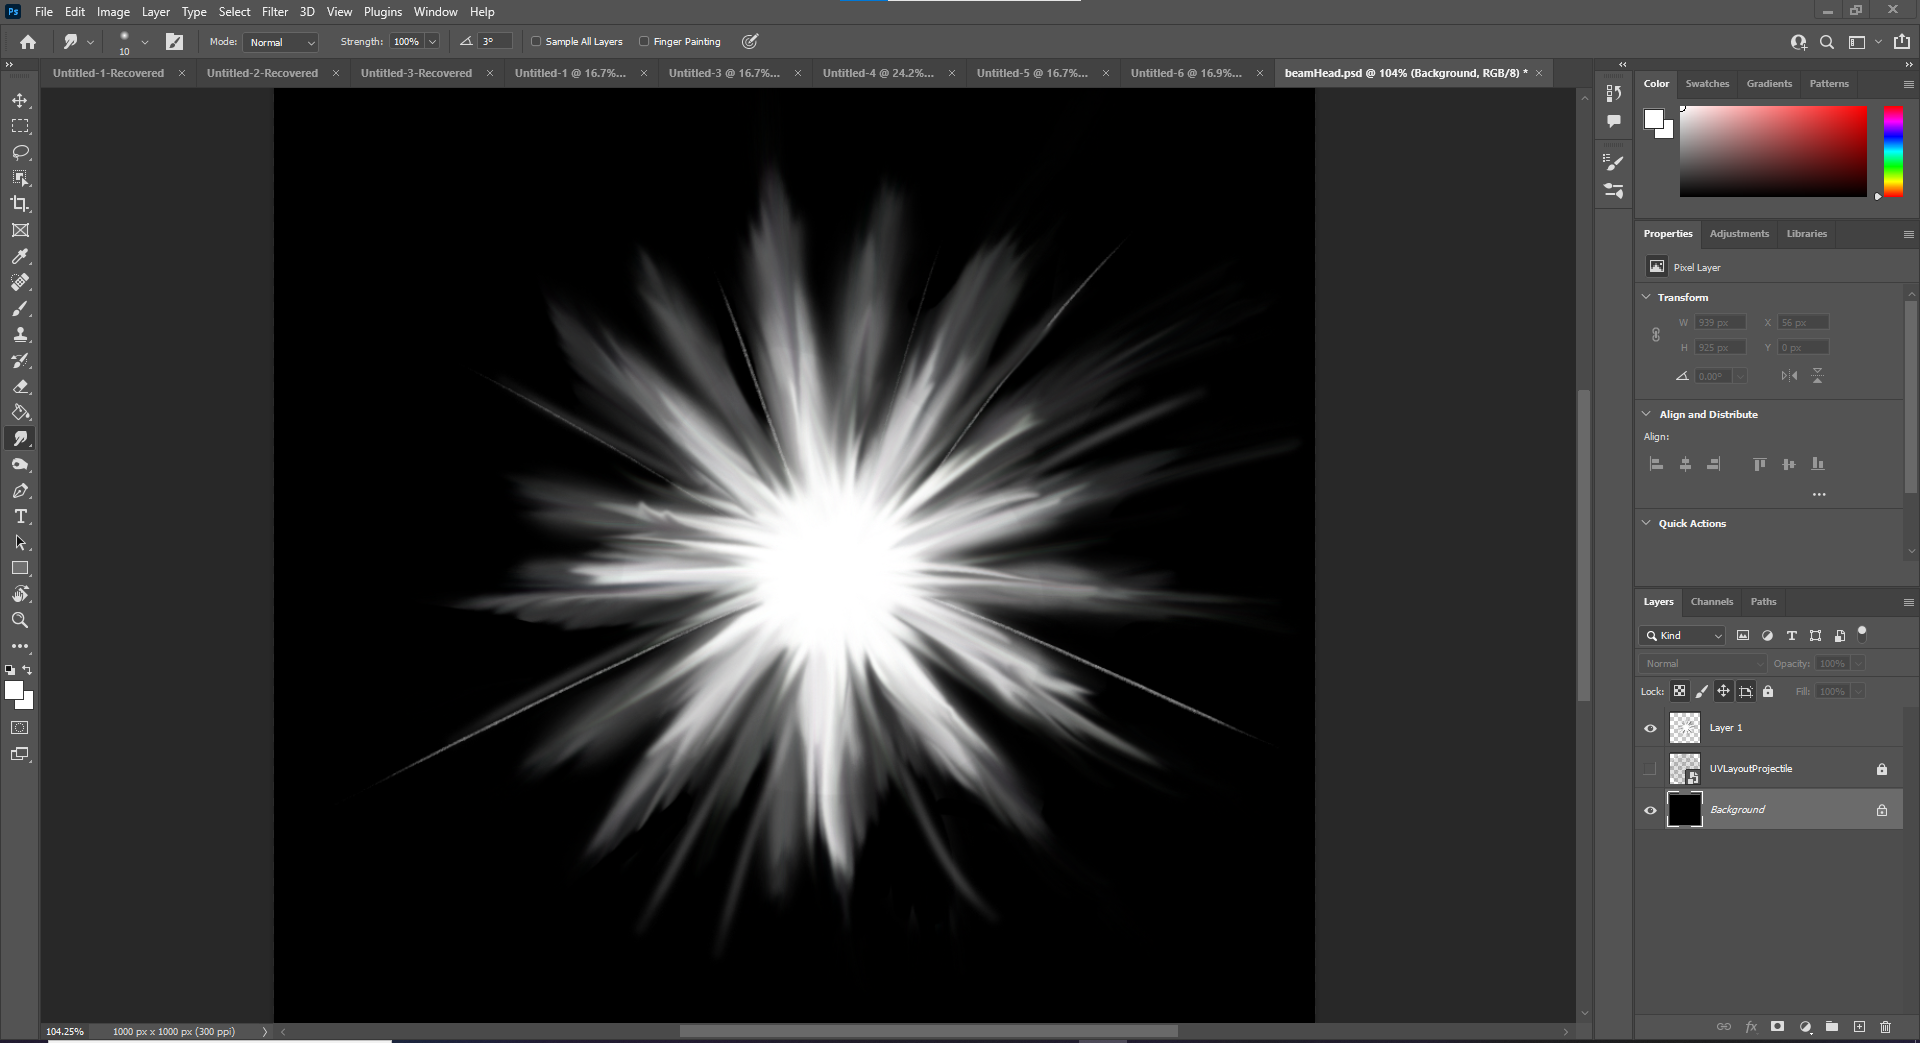 Ps File Edit Image Layer Type Select Filter 3D View Plugins Window Help
10 Mode: Normal Strength: 100% 3° Sample All Layers Finger Painting
Untitled-1-Recovered × Untitled-2-Recovered × Untitled-3-Recovered × Untitled-1 @ 16.7%... × Untitled-3 @ 16.7%... × Untitled-4 @ 24.2%... × Untitled-5 @ 16.7%... × Untitled-6 @ 16.9%... × beamHead.psd @ 104% (Background, RGB/8) * ×
Color Swatches Gradients Patterns
Properties Adjustments Libraries
Pixel Layer
Transform
W 939 px X 56 px
H 925 px Y 0 px
0.00°
Align and Distribute
Align:
Quick Actions
Layers Channels Paths
Kind
Normal Opacity: 100%
Lock: Fill: 100%
Layer 1
UVLayoutProjectile
Background
fx
104.25% 1000 px x 1000 px (300 ppi)